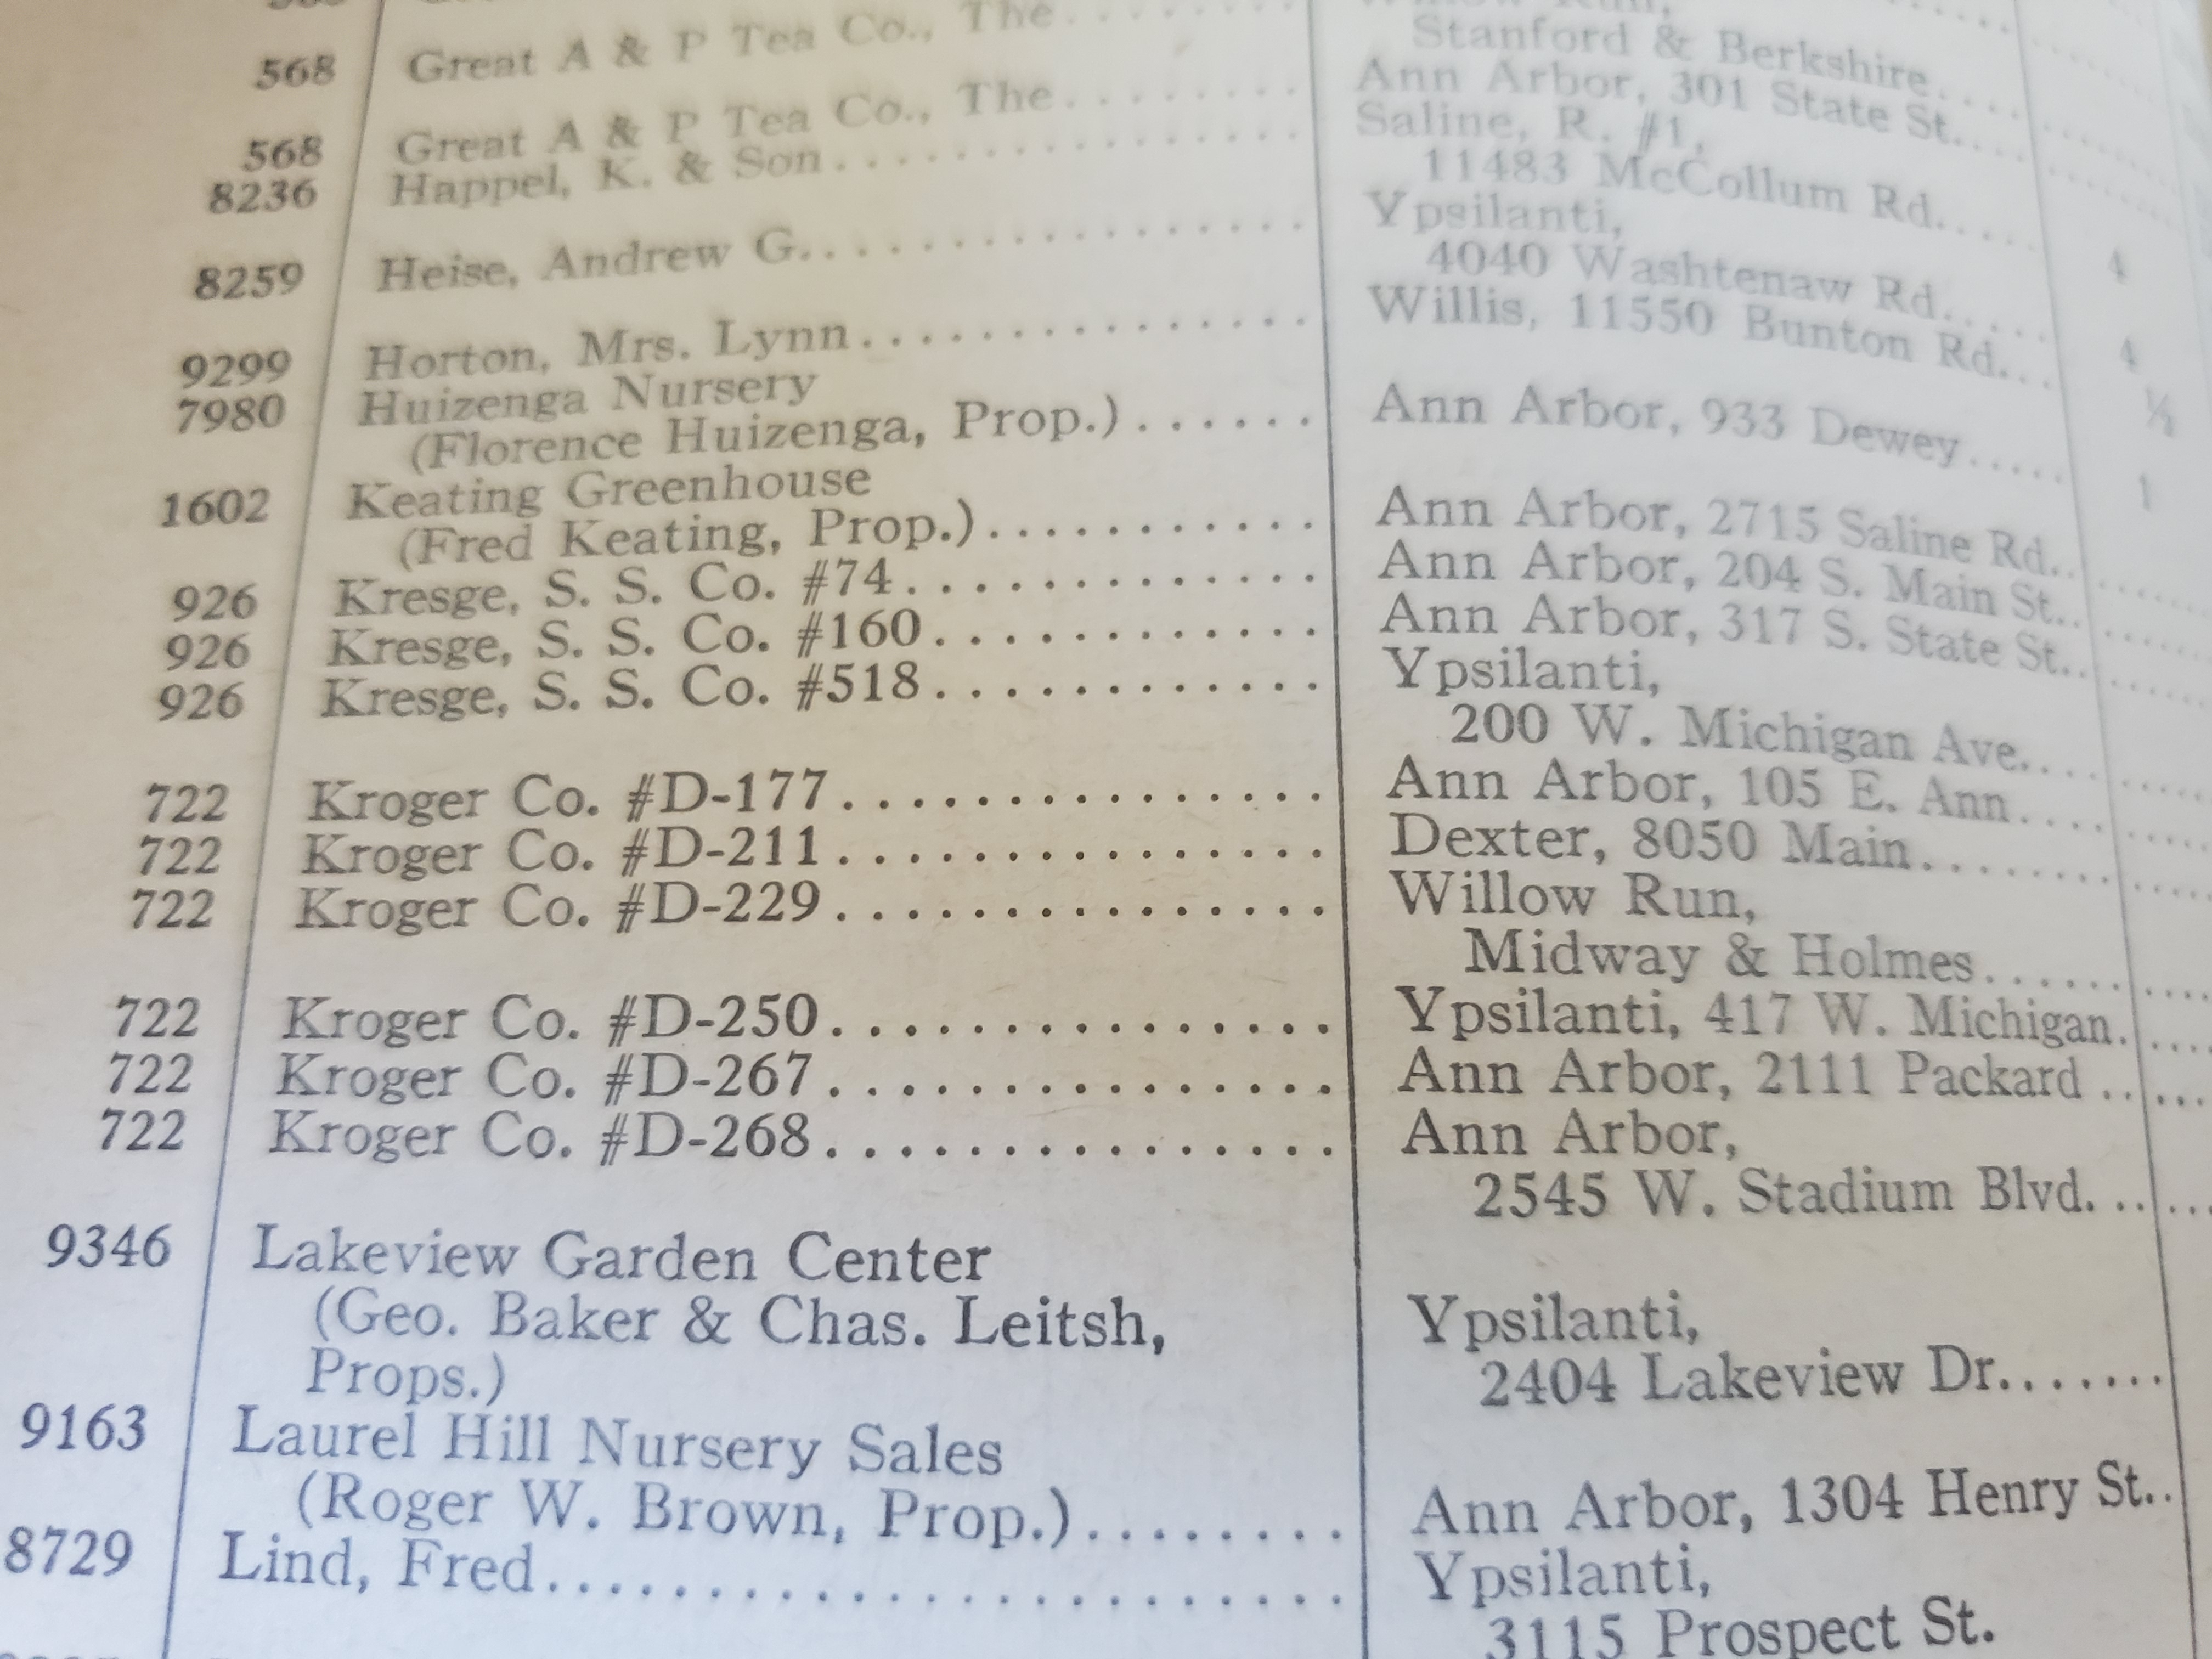 568 Great A & P Tea Co., The........
Stanford & Berkshire....
568 Great A & P Tea Co., The........ Ann Arbor, 301 State St....
8236 Happel, K. & Son............... Saline, R. #1,
11483 McCollum Rd..... 4
8259 Heise, Andrew G................. Ypsilanti,
4040 Washtenaw Rd..... 4
9299 Horton, Mrs. Lynn............... Willis, 11550 Bunton Rd... ½
7980 Huizenga Nursery
(Florence Huizenga, Prop.)...... Ann Arbor, 933 Dewey..... 1
1602 Keating Greenhouse
(Fred Keating, Prop.)............ Ann Arbor, 2715 Saline Rd..
926 Kresge, S. S. Co. #74............. Ann Arbor, 204 S. Main St..
926 Kresge, S. S. Co. #160............ Ann Arbor, 317 S. State St..
926 Kresge, S. S. Co. #518............ Ypsilanti,
200 W. Michigan Ave....
722 Kroger Co. #D-177............... Ann Arbor, 105 E. Ann....
722 Kroger Co. #D-211............... Dexter, 8050 Main.......
722 Kroger Co. #D-229............... Willow Run,
Midway & Holmes......
722 Kroger Co. #D-250............... Ypsilanti, 417 W. Michigan.
722 Kroger Co. #D-267............... Ann Arbor, 2111 Packard ..
722 Kroger Co. #D-268............... Ann Arbor,
2545 W. Stadium Blvd. ..
9346 Lakeview Garden Center
(Geo. Baker & Chas. Leitsh,
Props.) Ypsilanti,
2404 Lakeview Dr.......
9163 Laurel Hill Nursery Sales
(Roger W. Brown, Prop.)......... Ann Arbor, 1304 Henry St..
8729 Lind, Fred...................... Ypsilanti,
3115 Prospect St.